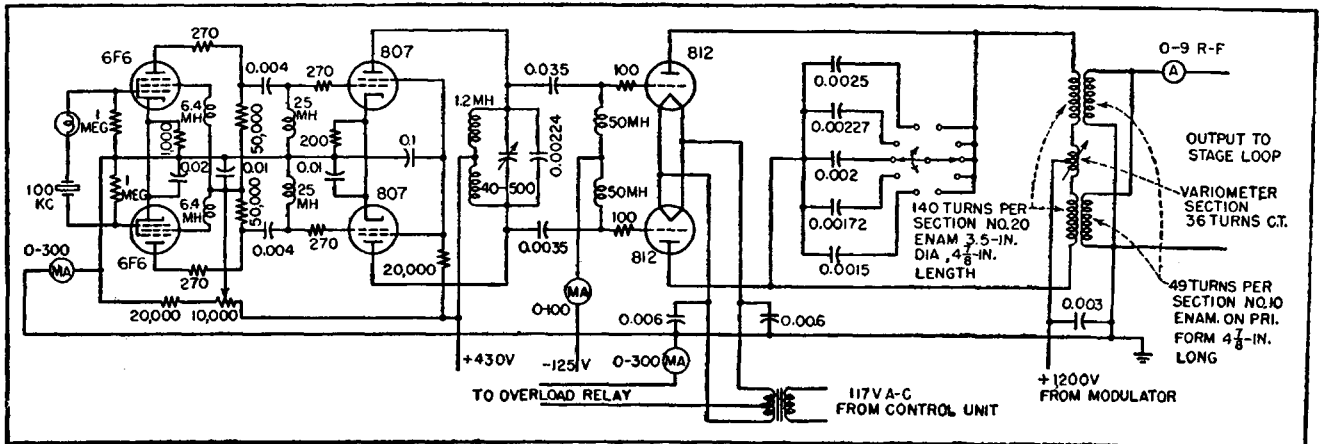 270
6F6
1 MEG
1,000
6.4 MH
0.02
0.01
50,000
100 KC
1 MEG
6.4 MH
50,000
0-300
MA
6F6
270
20,000
10,000
0.004
270
807
25 MH
200
0.01
0.1
25 MH
807
0.004
270
20,000
+430V
1.2MH
0.00224
40-500
0.035
100
812
50MH
50MH
0.0035
100
812
MA
0-100
-125 V
0.006
0-300 MA
0.006
TO OVERLOAD RELAY
117V A-C
FROM CONTROL UNIT
0.0025
0.00227
0.002
0.00172
0.0015
140 TURNS PER
SECTION NO.20
ENAM 3.5-IN.
DIA, 4 7/8-IN.
LENGTH
0-9 R-F
A
OUTPUT TO
STAGE LOOP
VARIOMETER
SECTION
36 TURNS C.T.
49 TURNS PER
SECTION NO.10
ENAM. ON PRI.
FORM 4 7/8-IN.
LONG
0.003
+1200V
FROM MODULATOR